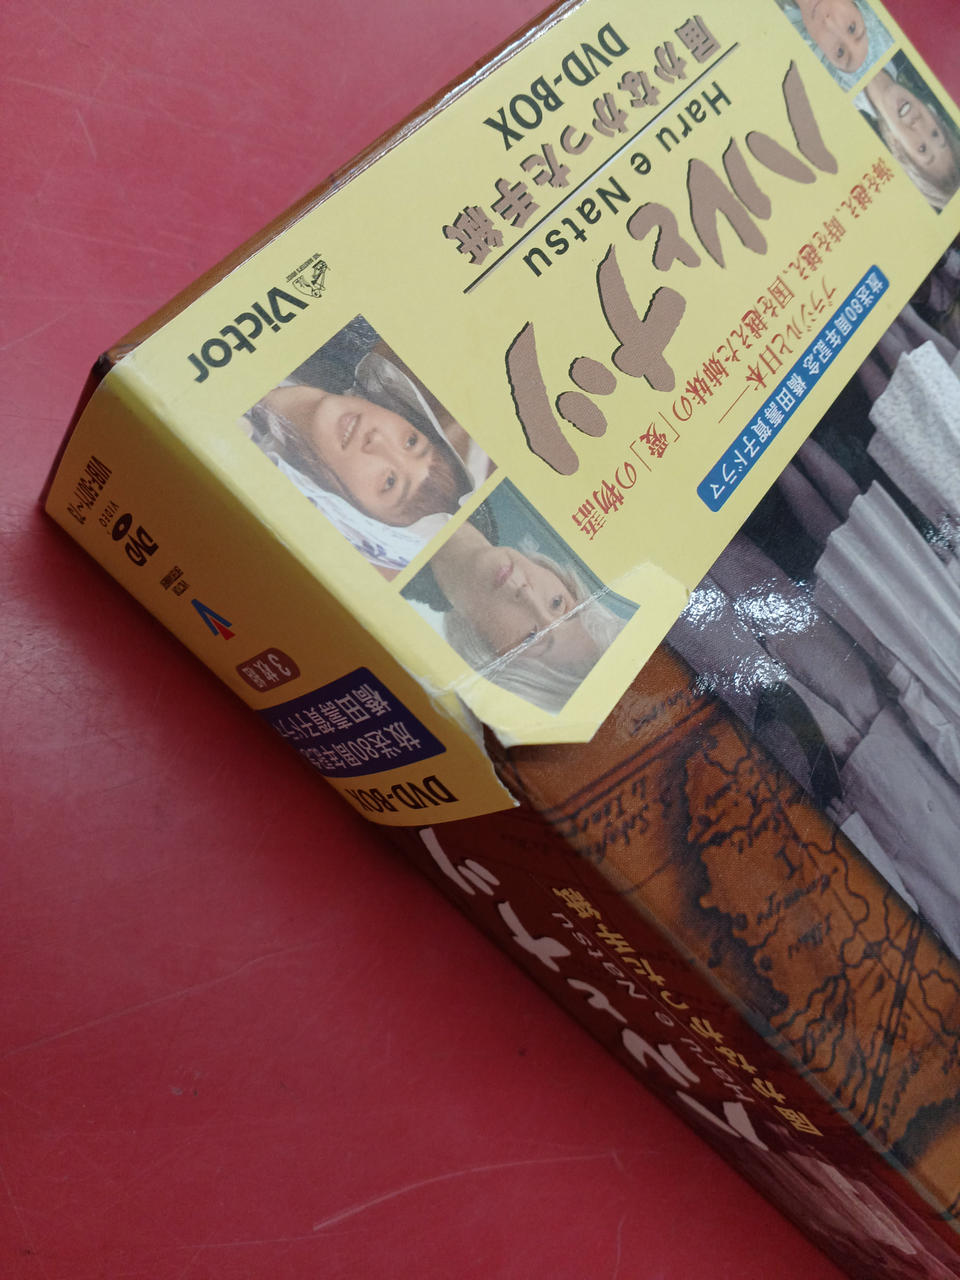 放送80周年記念 橋田壽賀子ドラマ
ブラジルと日本――
海を越え、時を越え、国を越えた姉妹の「愛」の物語
ハルとナツ
Haru e Natsu
届かなかった手紙
DVD-BOX
"HIS MASTER'S VOICE"
Victor
DVD-BOX
放送80周年記念
橋田壽賀子ドラマ
3枚組
V
VICTOR
ENTERTAINMENT
DVD
VIDEO
ハルとナツ
Haru e Natsu
届かなかった手紙